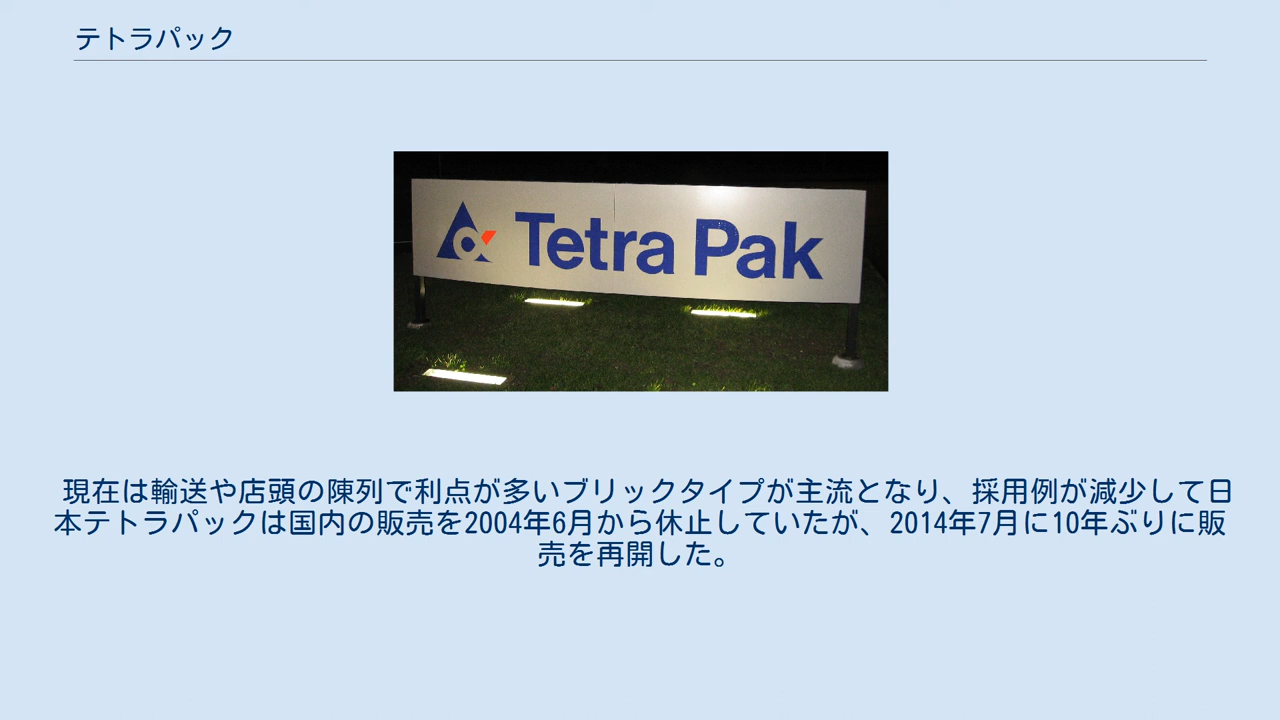 テトラパック
Tetra Pak
現在は輸送や店頭の陳列で利点が多いブリックタイプが主流となり、採用例が減少して日
本テトラパックは国内の販売を2004年6月から休止していたが、2014年7月に10年ぶりに販
売を再開した。